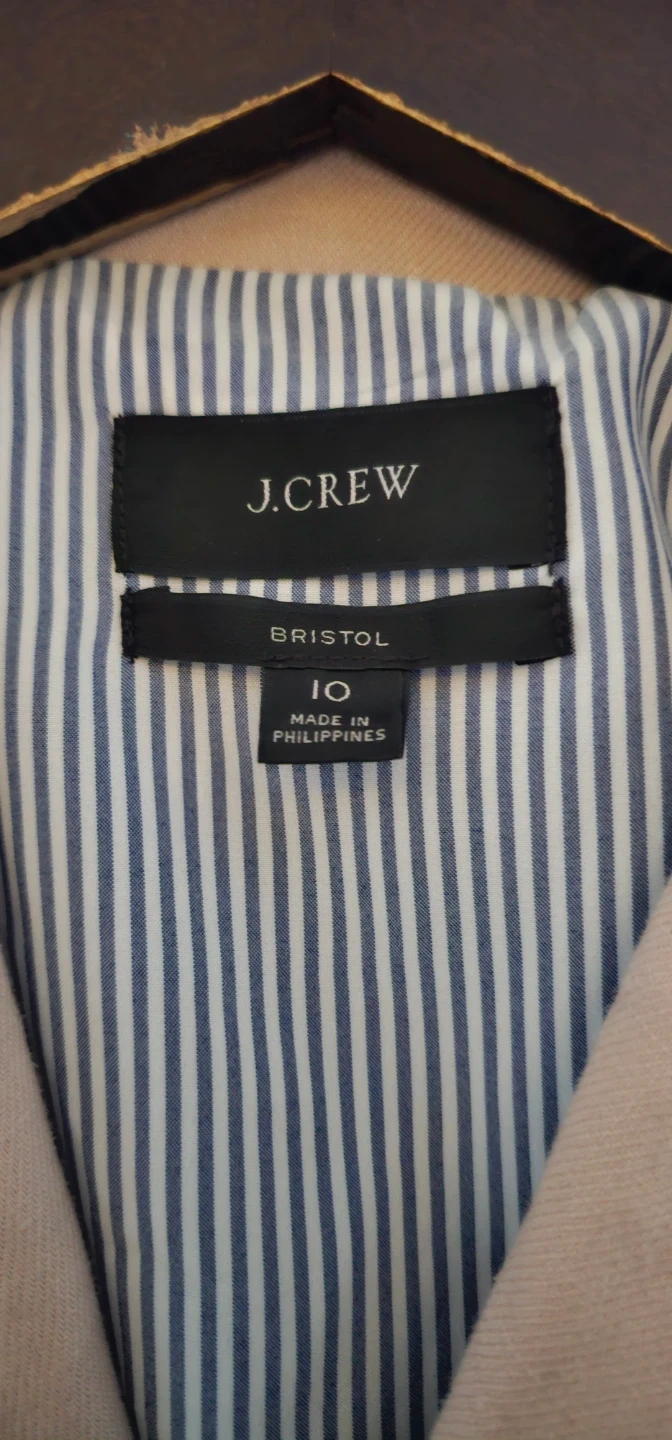 J.CREW
BRISTOL
10
MADE IN
PHILIPPINES